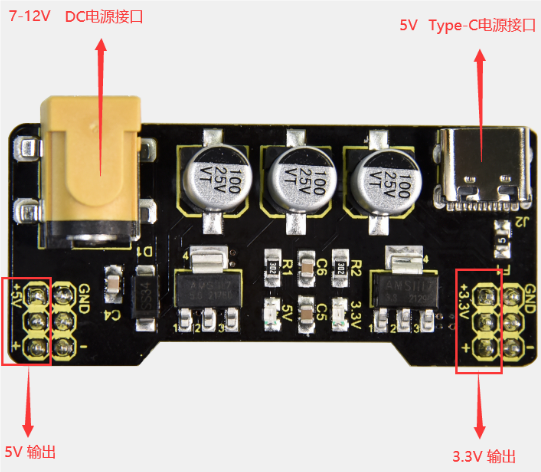 7-12V DC电源接口
5V Type-C电源接口
100
25V
VT
100
25V
VT
100
25V
VT
J2
D1
4
4
R1
C6
R2
AMS1117
AMS1117
C4
+5V
GND
+
-
1 2 3
5V
C5
3.3V
1 2 3
+3.3V
GND
+
-
5V 输出
3.3V 输出